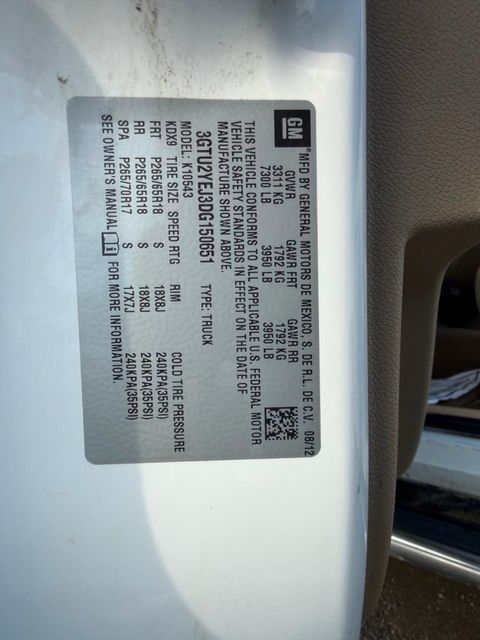 GM
MFD BY GENERAL MOTORS DE MEXICO, S. DE R.L. DE C.V. 08/12
GVWR GAWR FRT GAWR RR
3311 KG 1792 KG 1792 KG
7300 LB 3950 LB 3950 LB
THIS VEHICLE CONFORMS TO ALL APPLICABLE U.S. FEDERAL MOTOR
VEHICLE SAFETY STANDARDS IN EFFECT ON THE DATE OF
MANUFACTURE SHOWN ABOVE.
3GTU2YEJ3DG150651 TYPE: TRUCK
MODEL: K10543
KDX9 TIRE SIZE SPEED RTG RIM COLD TIRE PRESSURE
FRT P265/65R18 S 18X8J 240KPA(35PSI)
RR P265/65R18 S 18X8J 240KPA(35PSI)
SPA P265/70R17 S 17X7J 240KPA(35PSI)
SEE OWNER'S MANUAL FOR MORE INFORMATION.